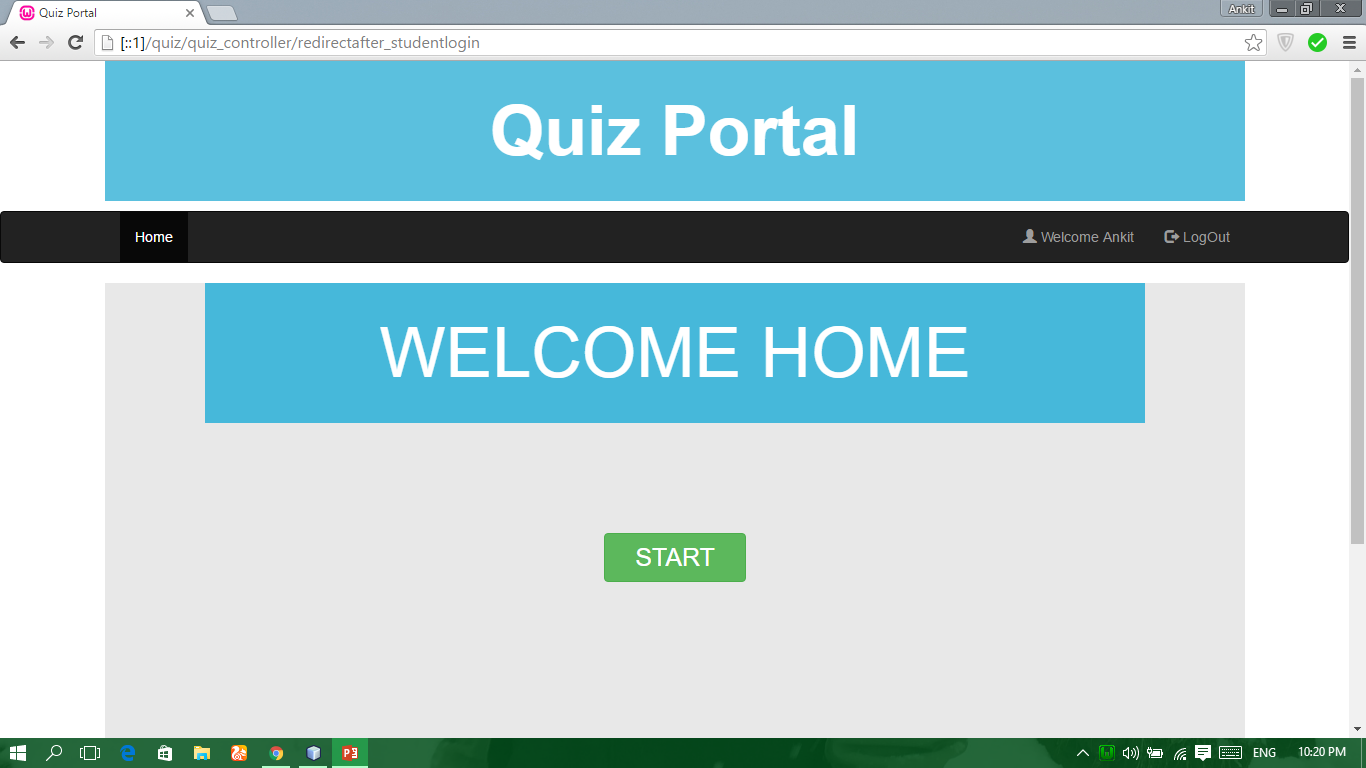 Quiz Portal
Ankit
[::1]/quiz/quiz_controller/redirectafter_studentlogin
Quiz Portal
Home
Welcome Ankit
LogOut
WELCOME HOME
START
ENG
10:20 PM